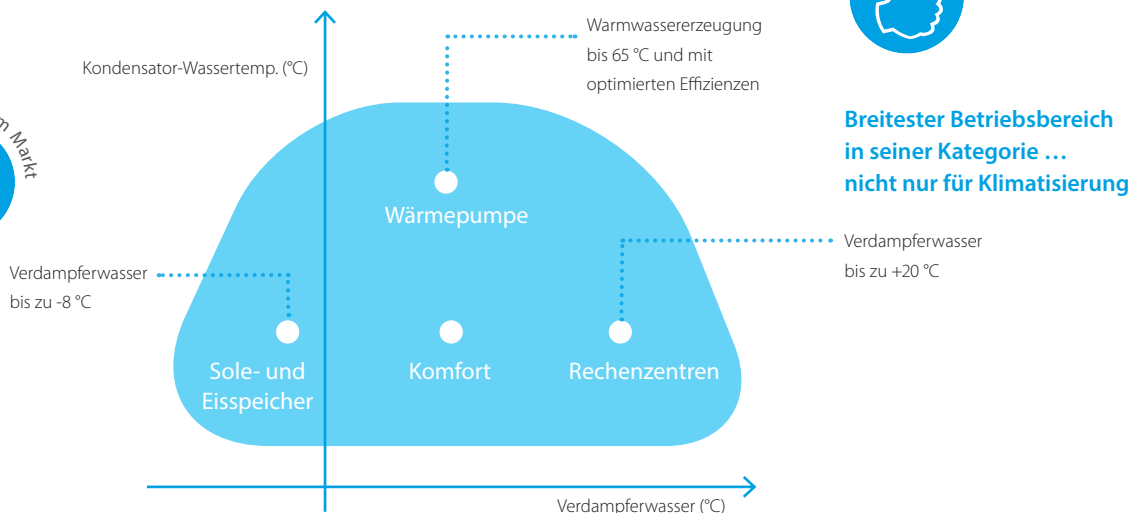 Warmwassererzeugung
bis 65 °C und mit
optimierten Effizienzen
Kondensator-Wassertemp. (°C)
Markt
Breitester Betriebsbereich
in seiner Kategorie …
nicht nur für Klimatisierung
Wärmepumpe
Verdampferwasser
bis zu +20 °C
Verdampferwasser
bis zu -8 °C
Sole- und
Eisspeicher
Komfort
Rechenzentren
Verdampferwasser (°C)